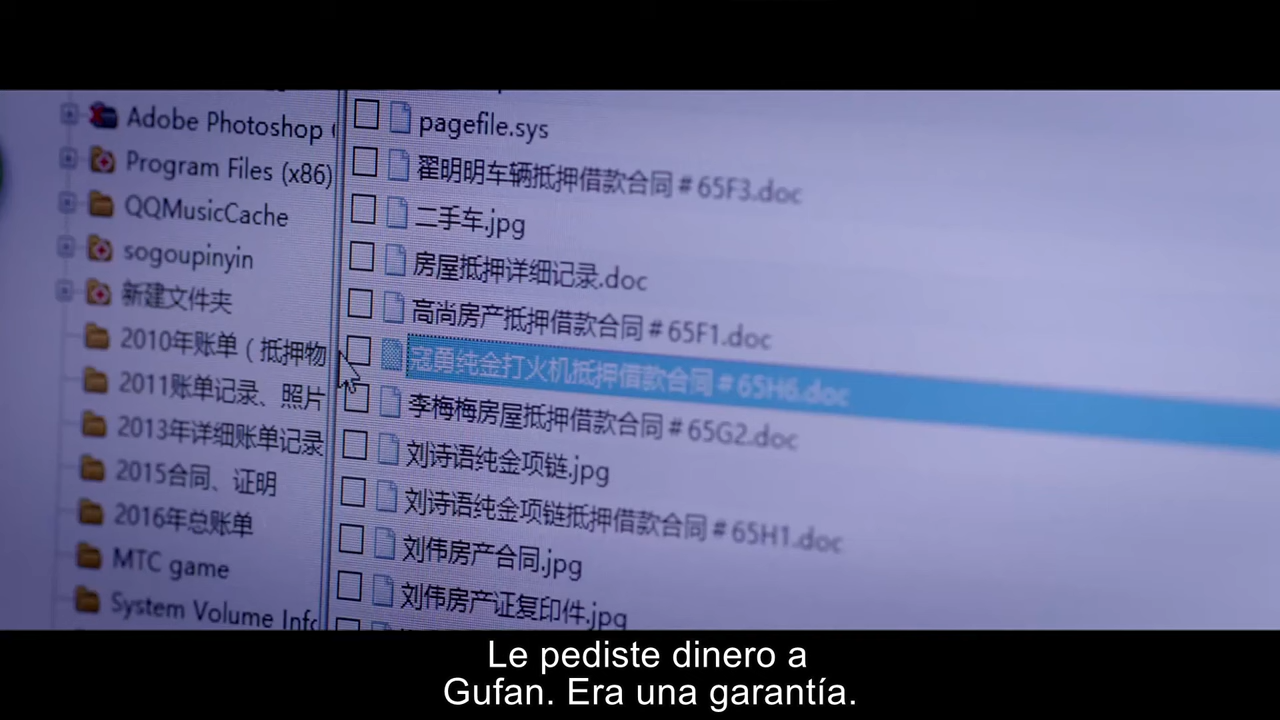 Adobe Photoshop
Program Files (x86)
QQMusicCache
sogoupinyin
新建文件夹
2010年账单（抵押物
2011账单记录、照片
2013年详细账单记录
2015合同、证明
2016年总账单
MTC game
System Volume Info
pagefile.sys
翟明明车辆抵押借款合同#65F3.doc
二手车.jpg
房屋抵押详细记录.doc
高尚房产抵押借款合同#65F1.doc
寇勇纯金打火机抵押借款合同#65H6.doc
李梅梅房屋抵押借款合同#65G2.doc
刘诗语纯金项链.jpg
刘诗语纯金项链抵押借款合同#65H1.doc
刘伟房产合同.jpg
刘伟房产证复印件.jpg
Le pediste dinero a
Gufan. Era una garantía.